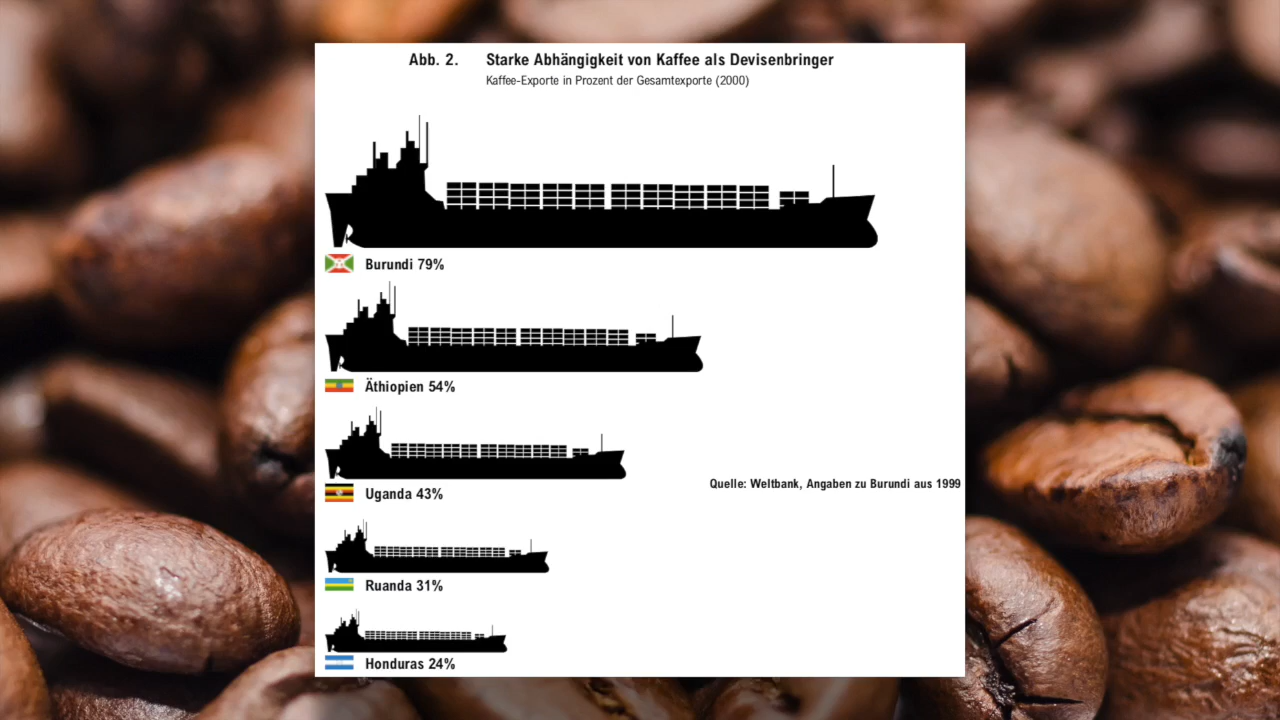 Abb. 2. Starke Abhängigkeit von Kaffee als Devisenbringer
Kaffee-Exporte in Prozent der Gesamtexporte (2000)
Burundi 79%
Äthiopien 54%
Uganda 43%
Quelle: Weltbank, Angaben zu Burundi aus 1999
Ruanda 31%
Honduras 24%